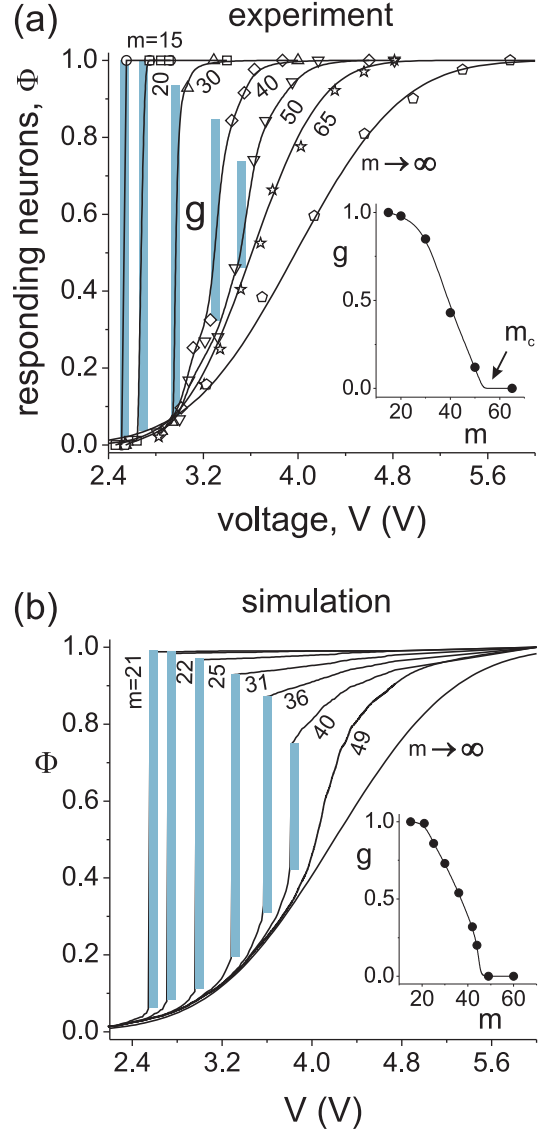 (a) experiment
m=15
20
30
40
50
65
g
m → ∞
responding neurons, Φ
1.0
0.8
0.6
0.4
0.2
0.0
2.4 3.2 4.0 4.8 5.6
voltage, V (V)
1.0
0.5
0.0
g
m_c
20 40 60
m
(b) simulation
m=21
22
25
31
36
40
49
m → ∞
Φ
1.0
0.8
0.6
0.4
0.2
0.0
2.4 3.2 4.0 4.8 5.6
V (V)
1.0
0.5
0.0
g
20 40 60
m